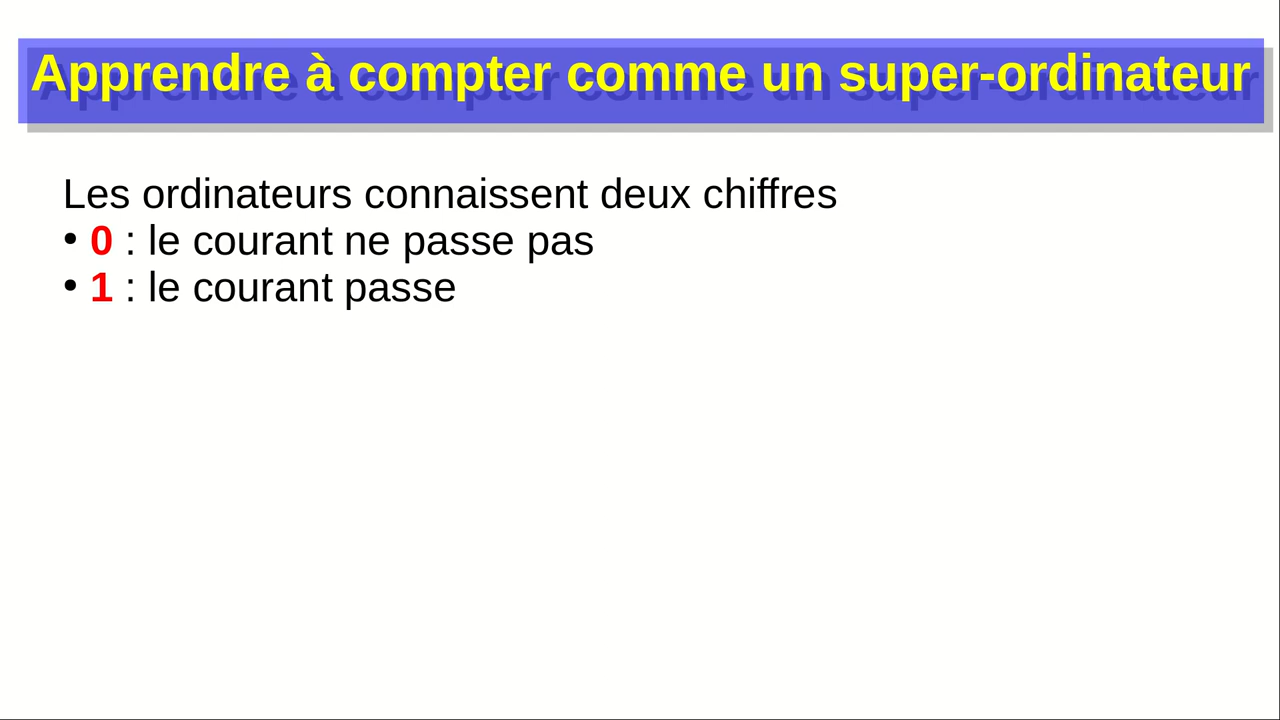 Apprendre à compter comme un super-ordinateur
Les ordinateurs connaissent deux chiffres
• 0 : le courant ne passe pas
• 1 : le courant passe